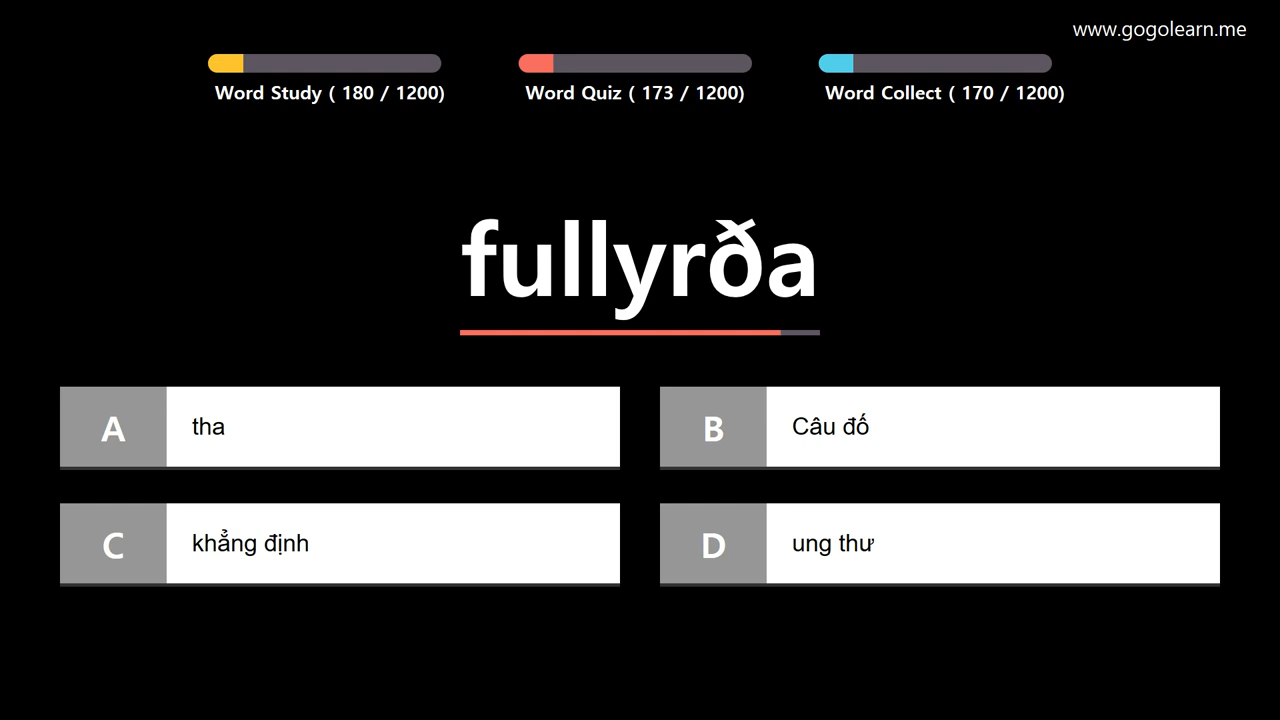 www.gogolearn.me
Word Study ( 180 / 1200)
Word Quiz ( 173 / 1200)
Word Collect ( 170 / 1200)
fullyrða
A tha
B Câu đố
C khẳng định
D ung thư